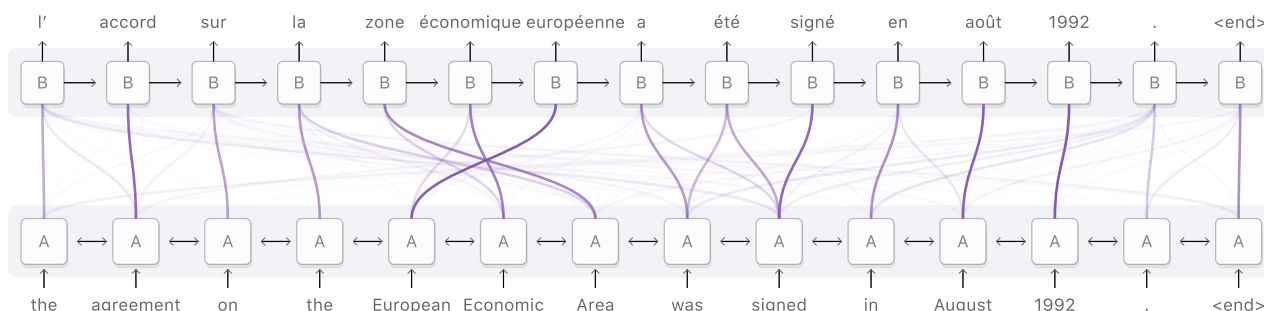 l’ accord sur la zone économique européenne a été signé en août 1992 . <end>
B B B B B B B B B B B B B B B
A A A A A A A A A A A A A A
the agreement on the European Economic Area was signed in August 1992 . <end>